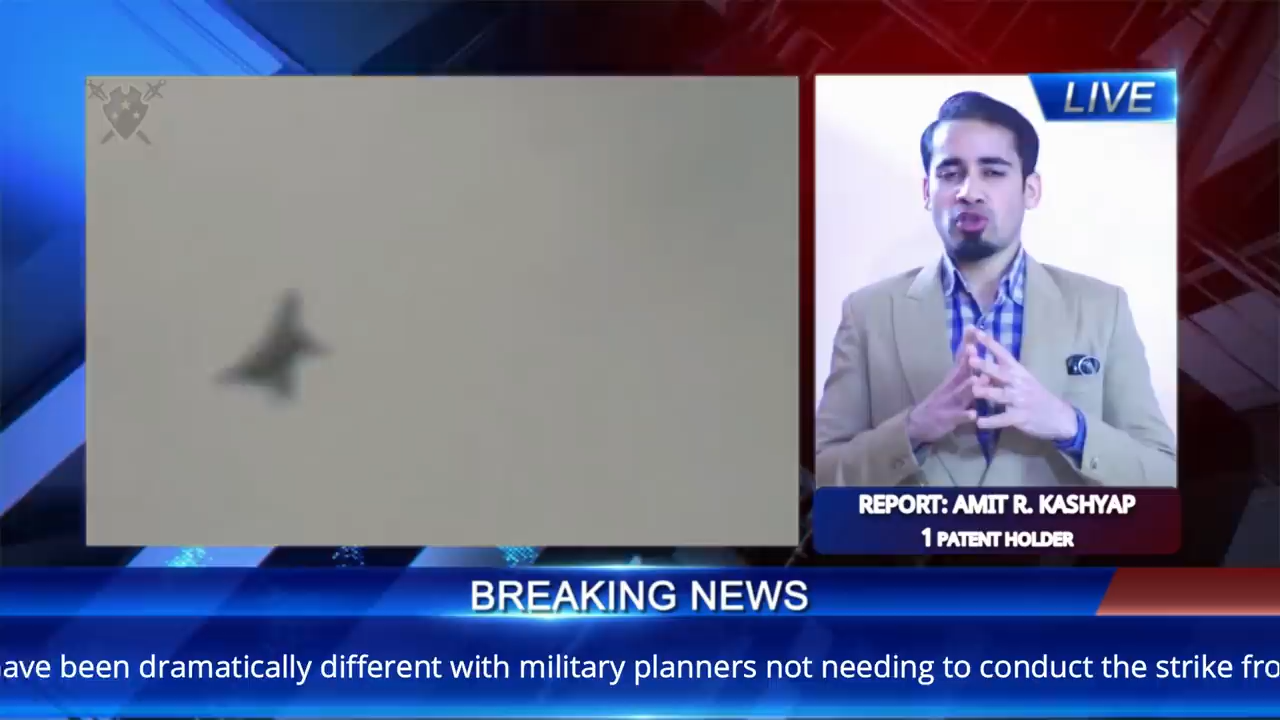 LIVE
REPORT: AMIT R. KASHYAP
1 PATENT HOLDER
BREAKING NEWS
ave been dramatically different with military planners not needing to conduct the strike fro